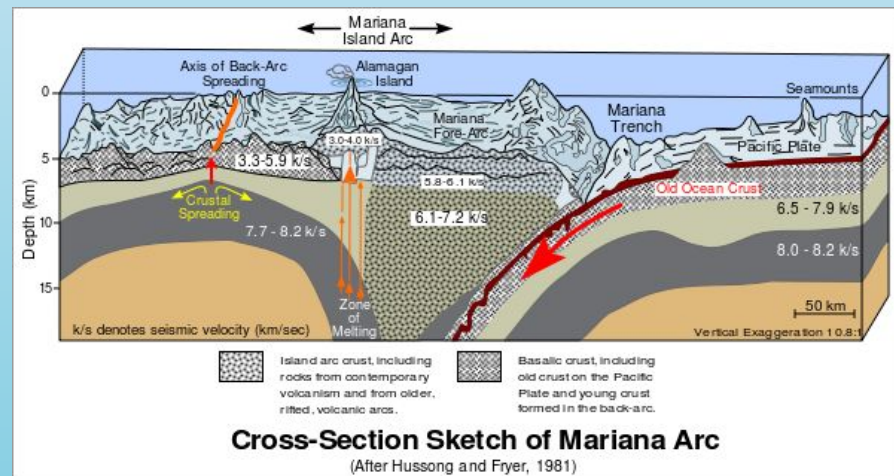 Mariana
Island Arc
Axis of Back-Arc
Spreading
Alamagan
Island
Seamounts
0
Mariana
Trench
3.0-4.0 k/s
Mariana
Fore-Arc
Pacific Plate
5
3.3-5.9 k/s
5.8-6.1 k/s
Old Ocean Crust
Crustal
Spreading
6.1-7.2 k/s
6.5 - 7.9 k/s
Depth (km)
10
7.7 - 8.2 k/s
8.0 - 8.2 k/s
15
Zone
of
Melting
50 km
k/s denotes seismic velocity (km/sec)
Vertical Exaggeration 10.8:1
Island arc crust, including
rocks from contemporary
volcanism and from older,
rifted, volcanic arcs.
Basalic crust, including
old crust on the Pacific
Plate and young crust
formed in the back-arc.
Cross-Section Sketch of Mariana Arc
(After Hussong and Fryer, 1981)